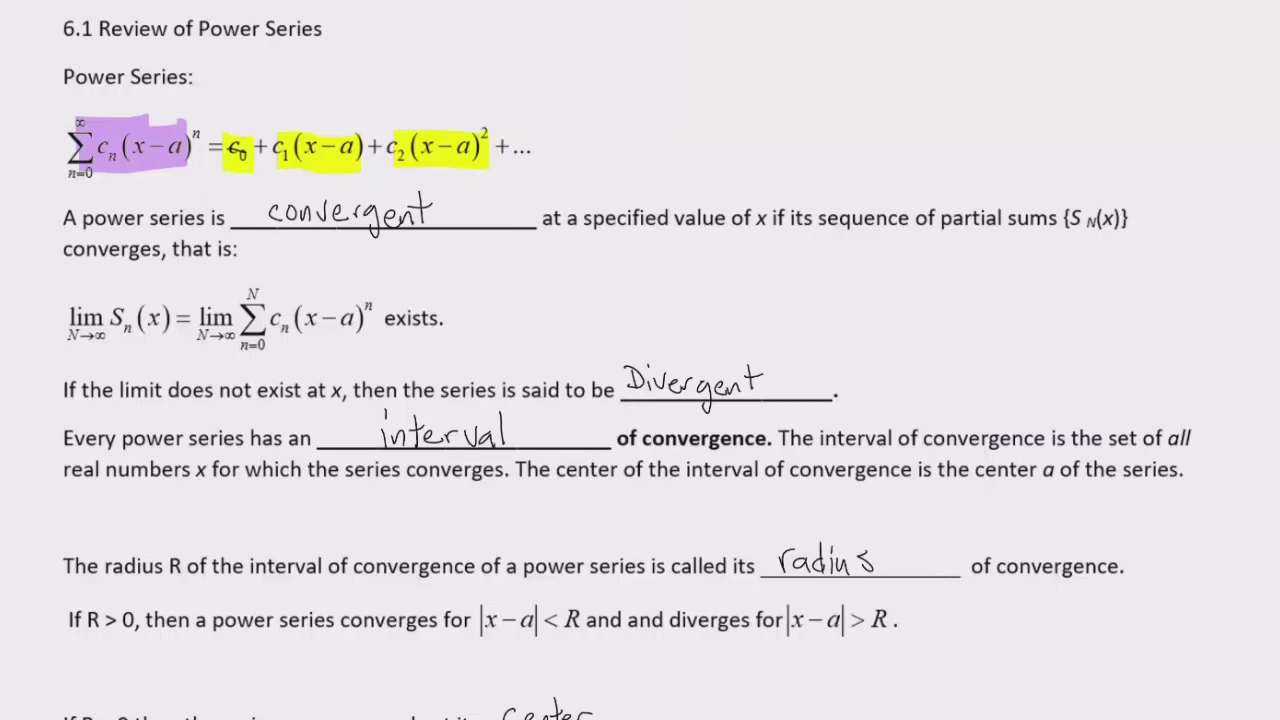 6.1 Review of Power Series
Power Series:
∑_{n=0}^{∞} c_n(x−a)^n = c_0 + c_1(x−a) + c_2(x−a)^2 + ...
A power series is convergent at a specified value of x if its sequence of partial sums {S N(x)}
converges, that is:
lim_{N→∞} S_n(x) = lim_{N→∞} ∑_{n=0}^{N} c_n(x−a)^n exists.
If the limit does not exist at x, then the series is said to be Divergent.
Every power series has an interval of convergence. The interval of convergence is the set of all
real numbers x for which the series converges. The center of the interval of convergence is the center a of the series.
The radius R of the interval of convergence of a power series is called its radius of convergence.
If R > 0, then a power series converges for |x−a| < R and and diverges for |x−a| > R.
center